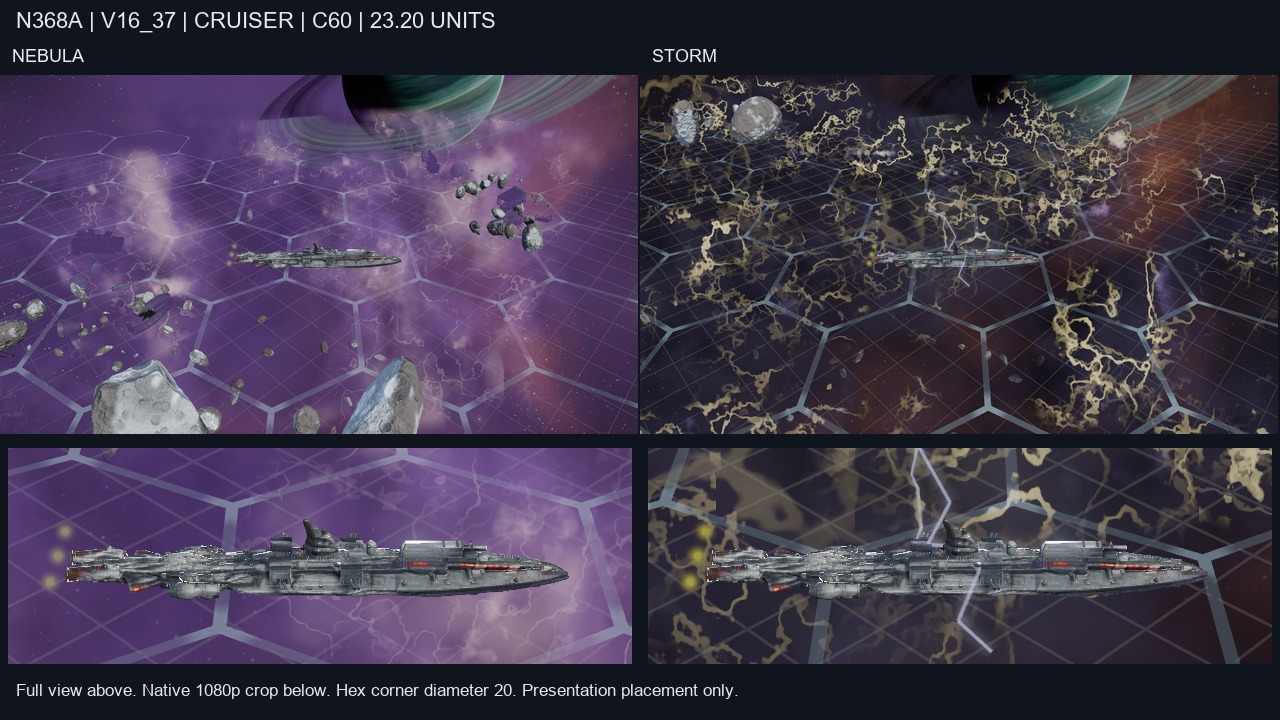 N368A | V16_37 | CRUISER | C60 | 23.20 UNITS
NEBULA
STORM
Full view above. Native 1080p crop below. Hex corner diameter 20. Presentation placement only.